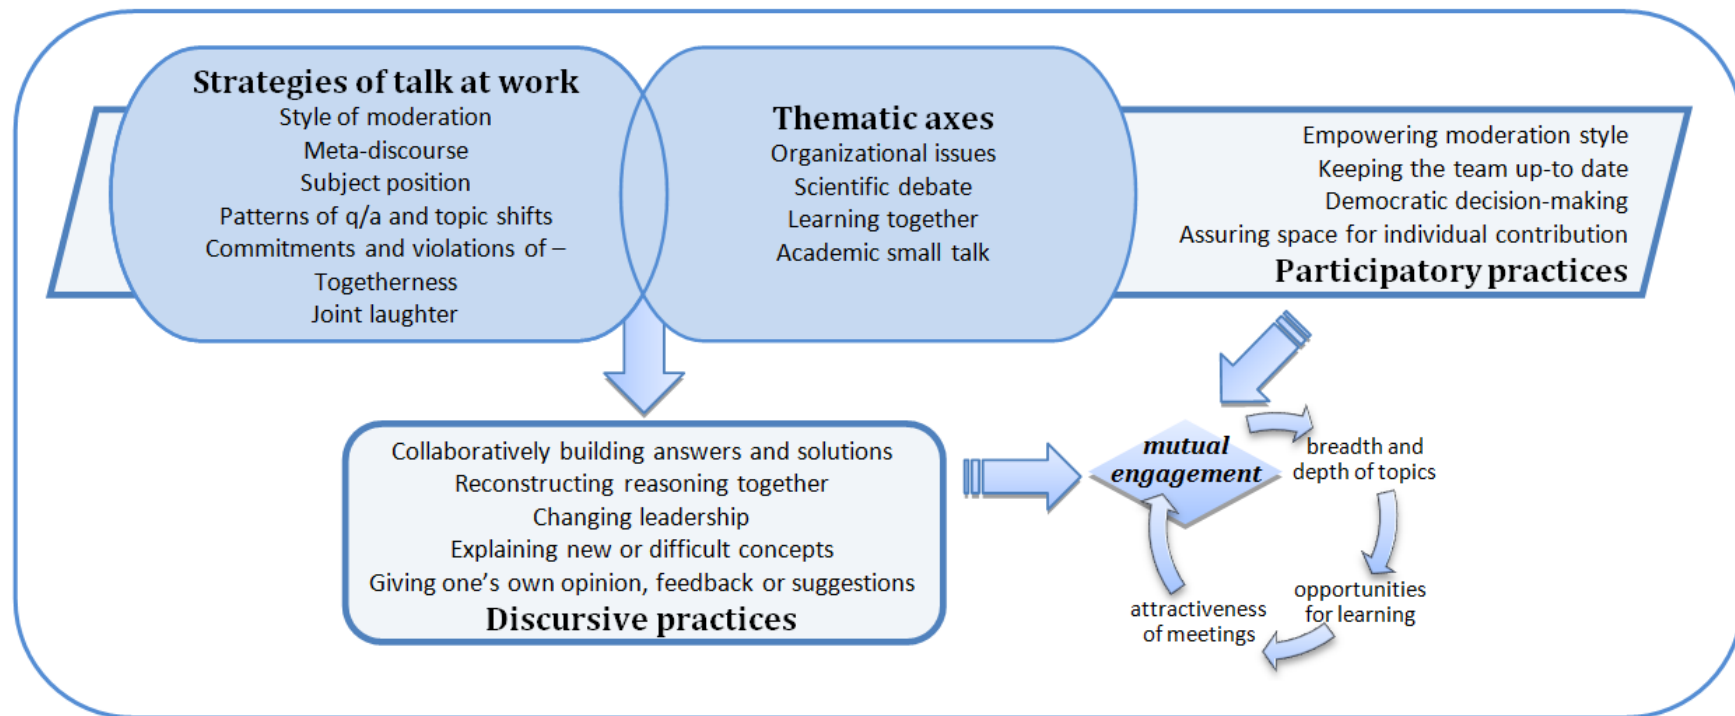 Strategies of talk at work
Style of moderation
Meta-discourse
Subject position
Patterns of q/a and topic shifts
Commitments and violations of –
Togetherness
Joint laughter
Thematic axes
Organizational issues
Scientific debate
Learning together
Academic small talk
Empowering moderation style
Keeping the team up-to date
Democratic decision-making
Assuring space for individual contribution
Participatory practices
Collaboratively building answers and solutions
Reconstructing reasoning together
Changing leadership
Explaining new or difficult concepts
Giving one’s own opinion, feedback or suggestions
Discursive practices
mutual
engagement
breadth and
depth of topics
opportunities
for learning
attractiveness
of meetings